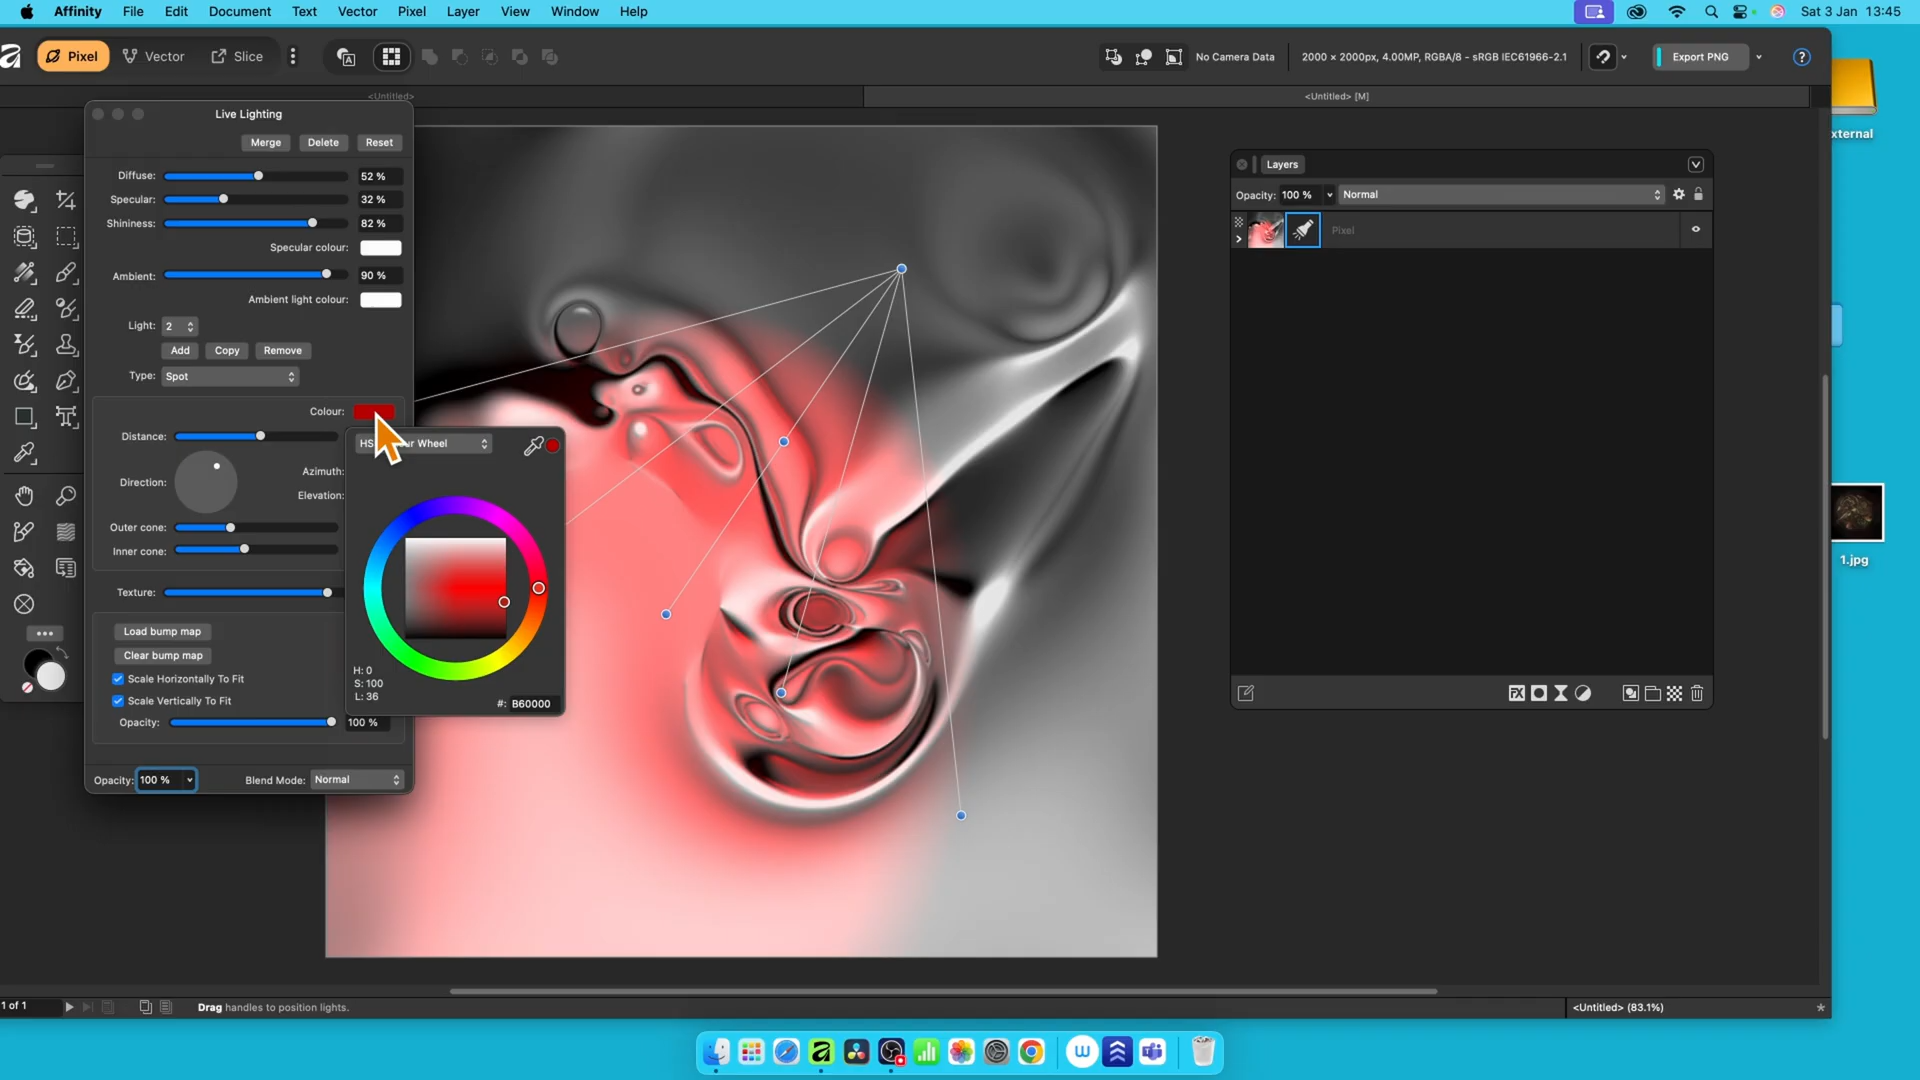 Affinity File Edit Document Text Vector Pixel Layer View Window Help Sat 3 Jan 13:45
Pixel Vector Slice No Camera Data 2000 × 2000px, 4.00MP, RGBA/8 - sRGB IEC61966-2.1 Export PNG
<Untitled> <Untitled> [M]
Live Lighting
Merge Delete Reset
Diffuse: 52 %
Specular: 32 %
Shininess: 82 %
Specular colour:
Ambient: 90 %
Ambient light colour:
Light: 2
Add Copy Remove
Type: Spot
Colour:
Distance:
Direction:
Azimuth:
Elevation:
Outer cone:
Inner cone:
Texture:
Load bump map
Clear bump map
Scale Horizontally To Fit
Scale Vertically To Fit
Opacity: 100 %
Opacity: 100 % Blend Mode: Normal
Wheel
H: 0
S: 100
L: 36
#: B60000
Layers
Opacity: 100 % Normal
Pixel
FX
xternal
1.jpg
1 of 1 Drag handles to position lights. <Untitled> (83.1%)